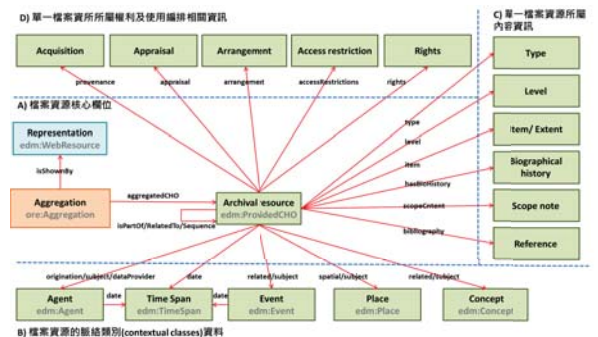 D) 單一檔案資所所屬權利及使用編排相關資訊
C) 單一檔案資源所屬
內容資訊
Acquisition
Appraisal
Arrangement
Access restriction
Rights
Type
provenance
appraisal
arrangement
accessRestrictions
rights
Level
A) 檔案資源核心欄位
Representation
edm:WebResource
type
level
Item/ Extent
isShownBy
item
hasBioHistory
Biographical
history
Aggregation
ore:Aggregation
aggregatedCHO
Archival resource
edm:ProvidedCHO
scopeCntent
Scope note
isPartOf/RelatedTo/Sequence
bibliography
Reference
origination/subject/dataProvider
date
related/subject
spatial/subject
related/subject
Agent
edm:Agent
date
Time Span
edm:TimeSpan
date
Event
edm:Event
Place
edm:Place
Concept
edm:Concept
B) 檔案資源的脈絡類別(contextual classes)資料